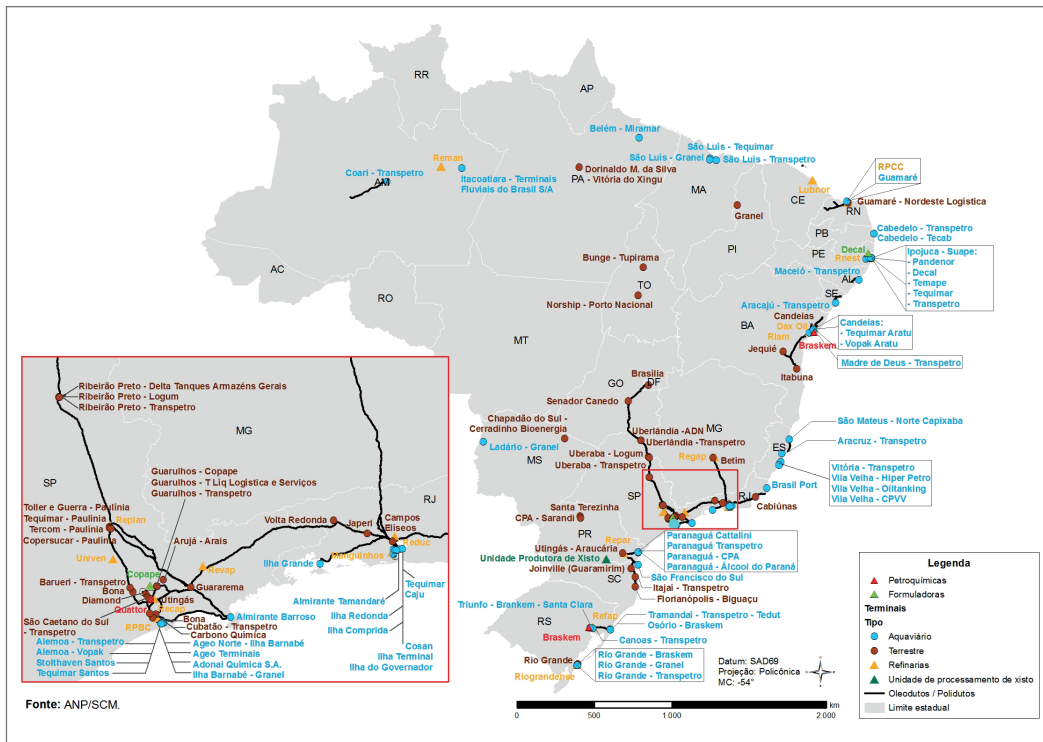 RR
AP
Belém - Miramar
São Luis - Tequimar
São Luis - Granel
São Luis - Transpetro
Reman
Coari - Transpetro
AM
Itacoatiara - Terminais
Fluviais do Brasil S/A
Dorinaldo M. da Silva
PA
- Vitória do Xingu
MA
Granel
Lubnor
CE
RPCC
Guamaré
Guamaré - Nordeste Logística
RN
PB
Cabedelo - Transpetro
Cabedelo - Tecab
PI
PE
Decal
Rnest
Ipojuca - Suape:
- Pandenor
- Decal
- Temape
- Tequimar
- Transpetro
Maceió - Transpetro
AL
SE
Aracajú - Transpetro
Bunge - Tupirama
TO
Norship - Porto Nacional
AC
RO
MT
BA
Candeias
Dax Oil
Rlam
Braskem
Candeias:
- Tequimar Aratu
- Vopak Aratu
Madre de Deus - Transpetro
Jequié
Itabuna
Brasília
GO
DF
Senador Canedo
Chapadão do Sul -
Cerradinho Bioenergia
Ladário - Granel
MS
Uberlândia -ADN
Uberlândia -Transpetro
MG
Uberaba - Logum
Uberaba - Transpetro
Regap
Betim
São Mateus - Norte Capixaba
ES
Aracruz - Transpetro
Vitória - Transpetro
Vila Velha - Hiper Petro
Vila Velha - Oiltanking
Vila Velha - CPVV
Brasil Port
SP
RJ
Cabiúnas
Santa Terezinha
CPA - Sarandi
PR
Repar
Utingás - Araucária
Unidade Produtora de Xisto
Joinville (Guaramirim)
SC
Paranaguá Cattalini
Paranaguá Transpetro
Paranaguá - CPA
Paranaguá - Álcool do Paraná
São Francisco do Sul
Itajaí - Transpetro
Florianópolis - Biguaçu
Triunfo - Brankem - Santa Clara
Refap
Tramandaí - Transpetro - Tedut
Osório - Braskem
RS
Braskem
Canoas - Transpetro
Rio Grande
Riograndense
Rio Grande - Braskem
Rio Grande - Granel
Rio Grande - Transpetro
Ribeirão Preto - Delta Tanques Armazéns Gerais
Ribeirão Preto - Logum
Ribeirão Preto - Transpetro
MG
SP
RJ
Guarulhos - Copape
Guarulhos - T Liq Logistica e Serviços
Guarulhos - Transpetro
Toller e Guerra - Paulínia
Tequimar - Paulínia
Tercom - Paulínia
Copersucar - Paulínia
Replan
Univen
Arujá - Arais
Revap
Copape
Barueri - Transpetro
Bona
Diamond
Quattor
Utingás
Recap
Guararema
São Caetano do Sul
- Transpetro
RPBC
Bona
Cubatão - Transpetro
Carbono Química
Almirante Barroso
Alemoa - Transpetro
Alemoa - Vopak
Stolthaven Santos
Tequimar Santos
Ageo Norte - Ilha Barnabé
Ageo Terminais
Adonai Química S.A.
Ilha Barnabé - Granel
Volta Redonda
Japeri
Campos
Elíseos
Reduc
Manguinhos
Ilha Grande
Tequimar
Caju
Almirante Tamandaré
Ilha Redonda
Ilha Comprida
Cosan
Ilha Terminal
Ilha do Governador
Datum: SAD69
Projeção: Policônica
MC: -54°
0
500
1.000
2.000
km
Legenda
Petroquímicas
Formuladoras
Terminais
Tipo
Aquaviário
Terrestre
Refinarias
Unidade de processamento de xisto
Oleodutos / Polidutos
Limite estadual
Fonte: ANP/SCM.